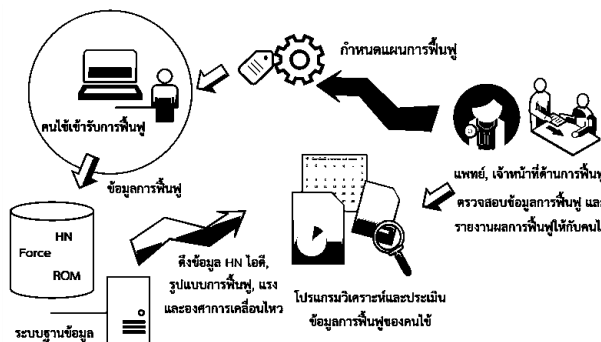 กำหนดแผนการฟื้นฟู
คนไข้เข้ารับการฟื้นฟู
แพทย์, เจ้าหน้าที่ด้านการฟื้นฟู
ตรวจสอบข้อมูลการฟื้นฟู และ
รายงานผลการฟื้นฟูให้กับคนไ
ข้อมูลการฟื้นฟู
HN
Force
ROM
ดึงข้อมูล HN ไอดี,
รูปแบบการฟื้นฟู, แรง
และองศาการเคลื่อนไหว
โปรแกรมวิเคราะห์และประเมิน
ข้อมูลการฟื้นฟูของคนไข้
ระบบฐานข้อมูล